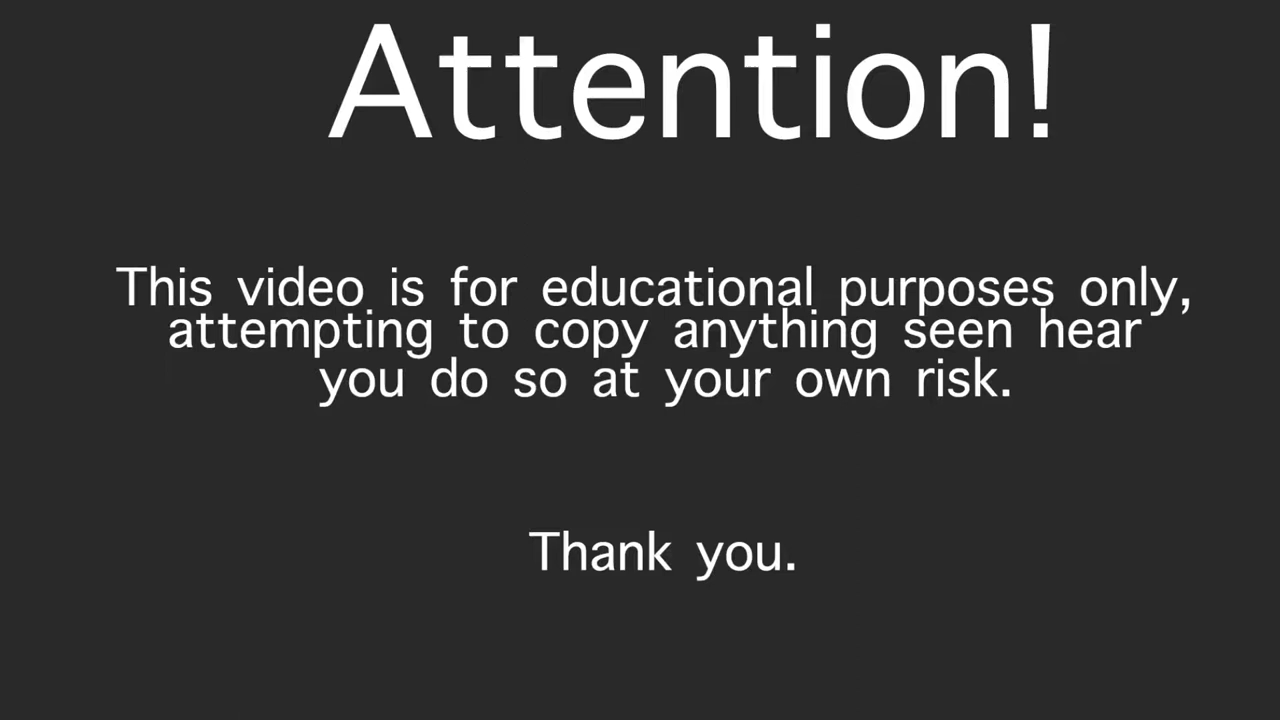 Attention!
This video is for educational purposes only,
attempting to copy anything seen hear
you do so at your own risk.
Thank you.